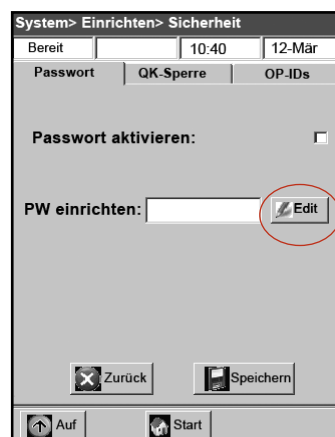 System> Einrichten> Sicherheit
Bereit 10:40 12-Mär
Passwort QK-Sperre OP-IDs
Passwort aktivieren:
PW einrichten: Edit
Zurück Speichern
Auf Start